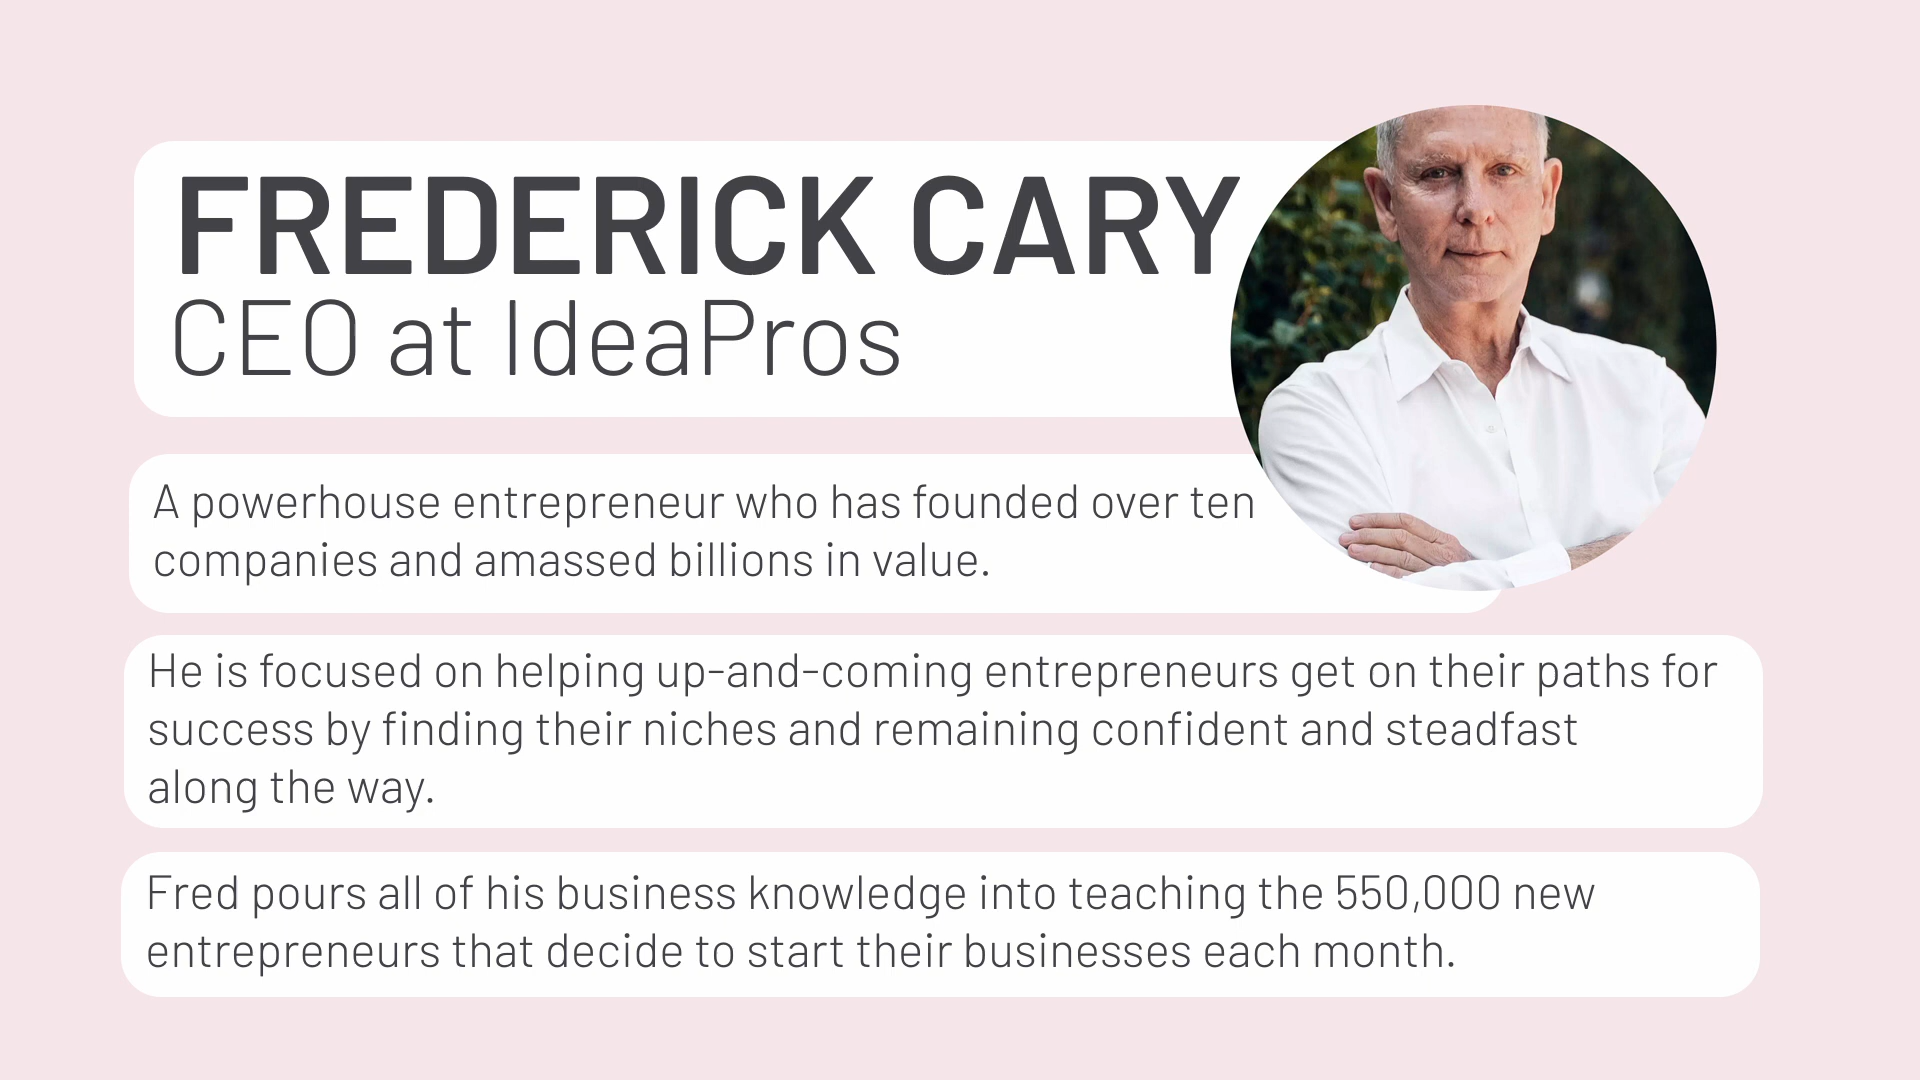 FREDERICK CARY
CEO at IdeaPros
A powerhouse entrepreneur who has founded over ten
companies and amassed billions in value.
He is focused on helping up-and-coming entrepreneurs get on their paths for
success by finding their niches and remaining confident and steadfast
along the way.
Fred pours all of his business knowledge into teaching the 550,000 new
entrepreneurs that decide to start their businesses each month.